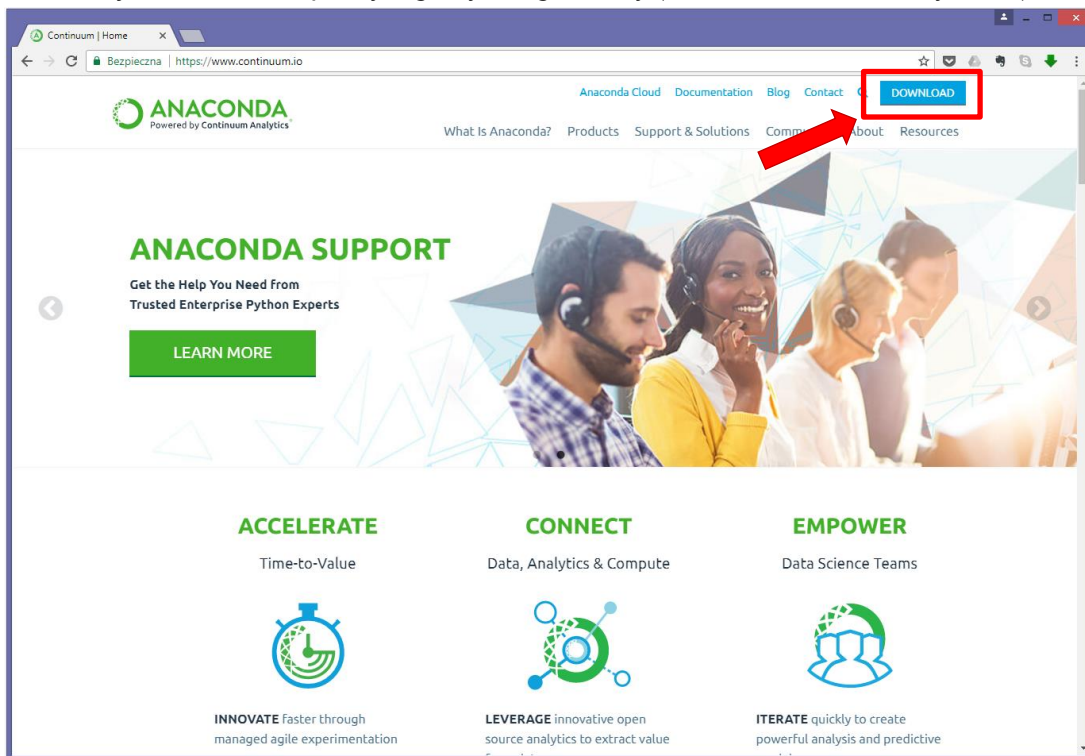 Continuum | Home
Bezpieczna | https://www.continuum.io
Anaconda Cloud Documentation Blog Contact DOWNLOAD
ANACONDA
Powered by Continuum Analytics
What Is Anaconda? Products Support & Solutions About Resources
ANACONDA SUPPORT
Get the Help You Need from
Trusted Enterprise Python Experts
LEARN MORE
ACCELERATE
Time-to-Value
CONNECT
Data, Analytics & Compute
EMPOWER
Data Science Teams
INNOVATE faster through
managed agile experimentation
LEVERAGE innovative open
source analytics to extract value
ITERATE quickly to create
powerful analysis and predictive